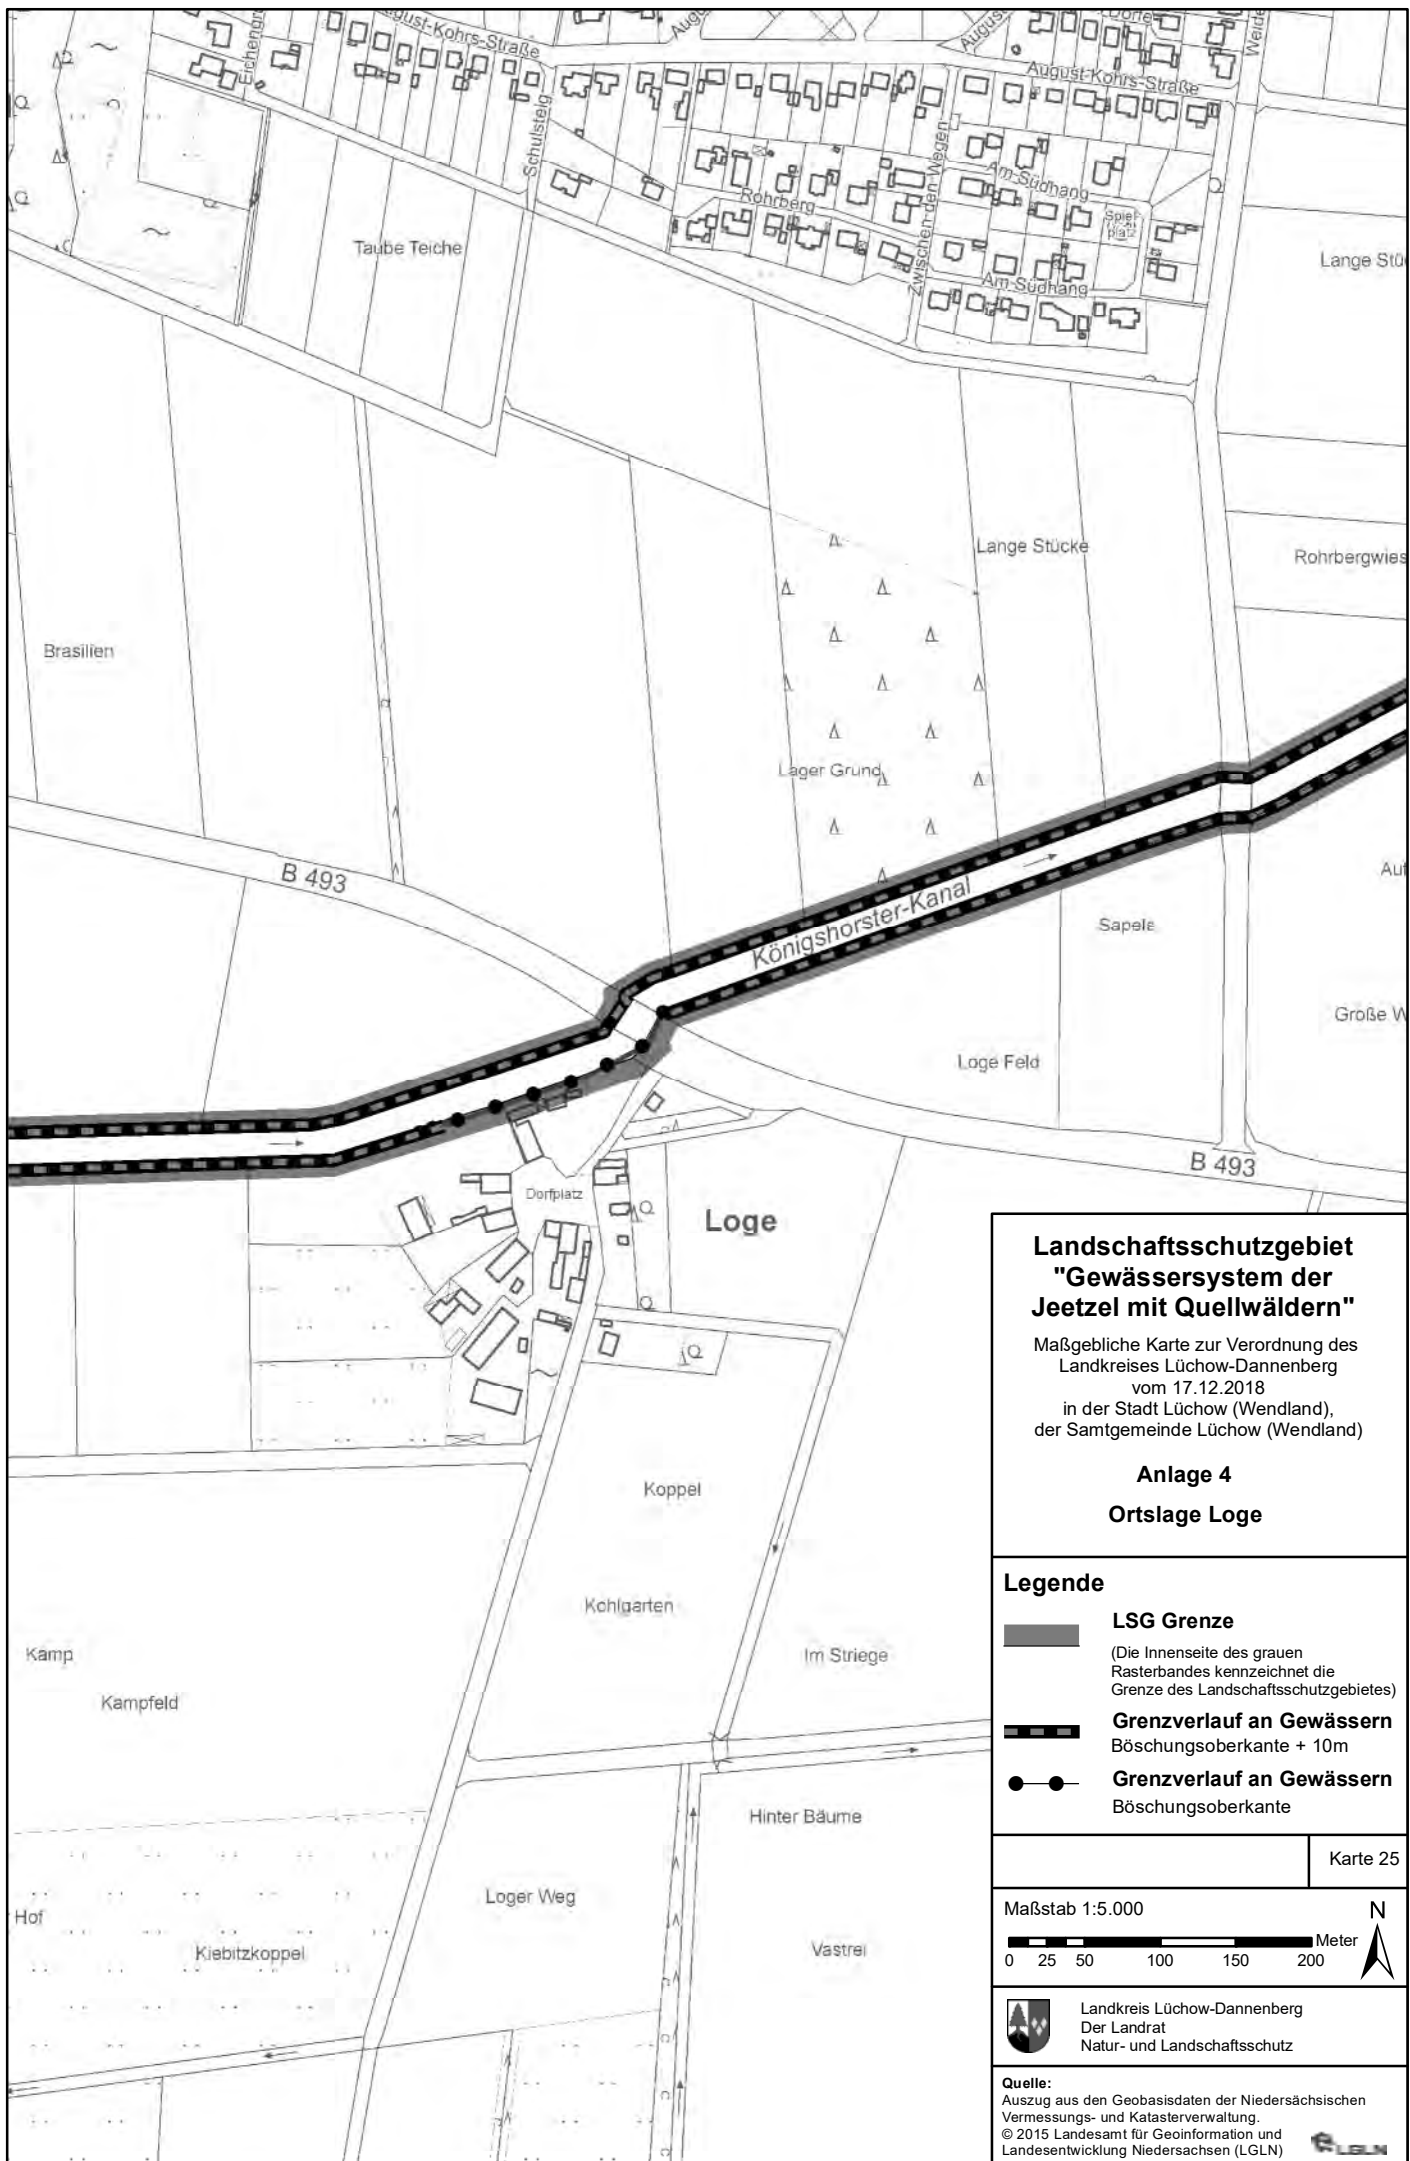 August-Kohrs-Straße
August-Kohrs-Straße
Schulsteig
Rohrberg
Zwischen den Wegen
Am Südhang
Spiel-
platz
Am Südhang
Taube Teiche
Lange Stücke
Rohrbergwies
Brasilien
Lager Grund
B 493
Königshorster-Kanal
Sapels
Große W
Loge Feld
B 493
Dorfplatz
Loge
Koppel
Kohlgarten
Kamp
Kampfeld
Im Striege
Hinter Bäume
Loger Weg
Hof
Kiebitzkoppel
Vastrei
Landschaftsschutzgebiet
"Gewässersystem der
Jeetzel mit Quellwäldern"
Maßgebliche Karte zur Verordnung des
Landkreises Lüchow-Dannenberg
vom 17.12.2018
in der Stadt Lüchow (Wendland),
der Samtgemeinde Lüchow (Wendland)
Anlage 4
Ortslage Loge
Legende
LSG Grenze
(Die Innenseite des grauen
Rasterbandes kennzeichnet die
Grenze des Landschaftsschutzgebietes)
Grenzverlauf an Gewässern
Böschungsoberkante + 10m
Grenzverlauf an Gewässern
Böschungsoberkante
Karte 25
Maßstab 1:5.000
N
Meter
0 25 50 100 150 200
Landkreis Lüchow-Dannenberg
Der Landrat
Natur- und Landschaftsschutz
Quelle:
Auszug aus den Geobasisdaten der Niedersächsischen
Vermessungs- und Katasterverwaltung.
© 2015 Landesamt für Geoinformation und
Landesentwicklung Niedersachsen (LGLN)
LGLN